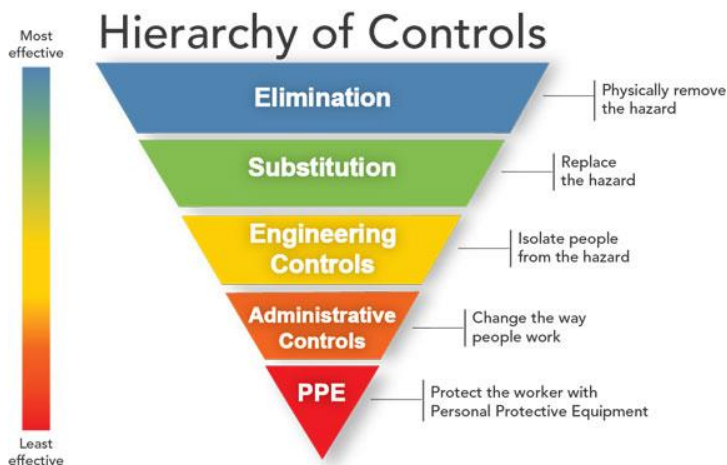 Hierarchy of Controls
Most
effective
Elimination
Physically remove
the hazard
Substitution
Replace
the hazard
Engineering
Controls
Isolate people
from the hazard
Administrative
Controls
Change the way
people work
PPE
Protect the worker with
Personal Protective Equipment
Least
effective